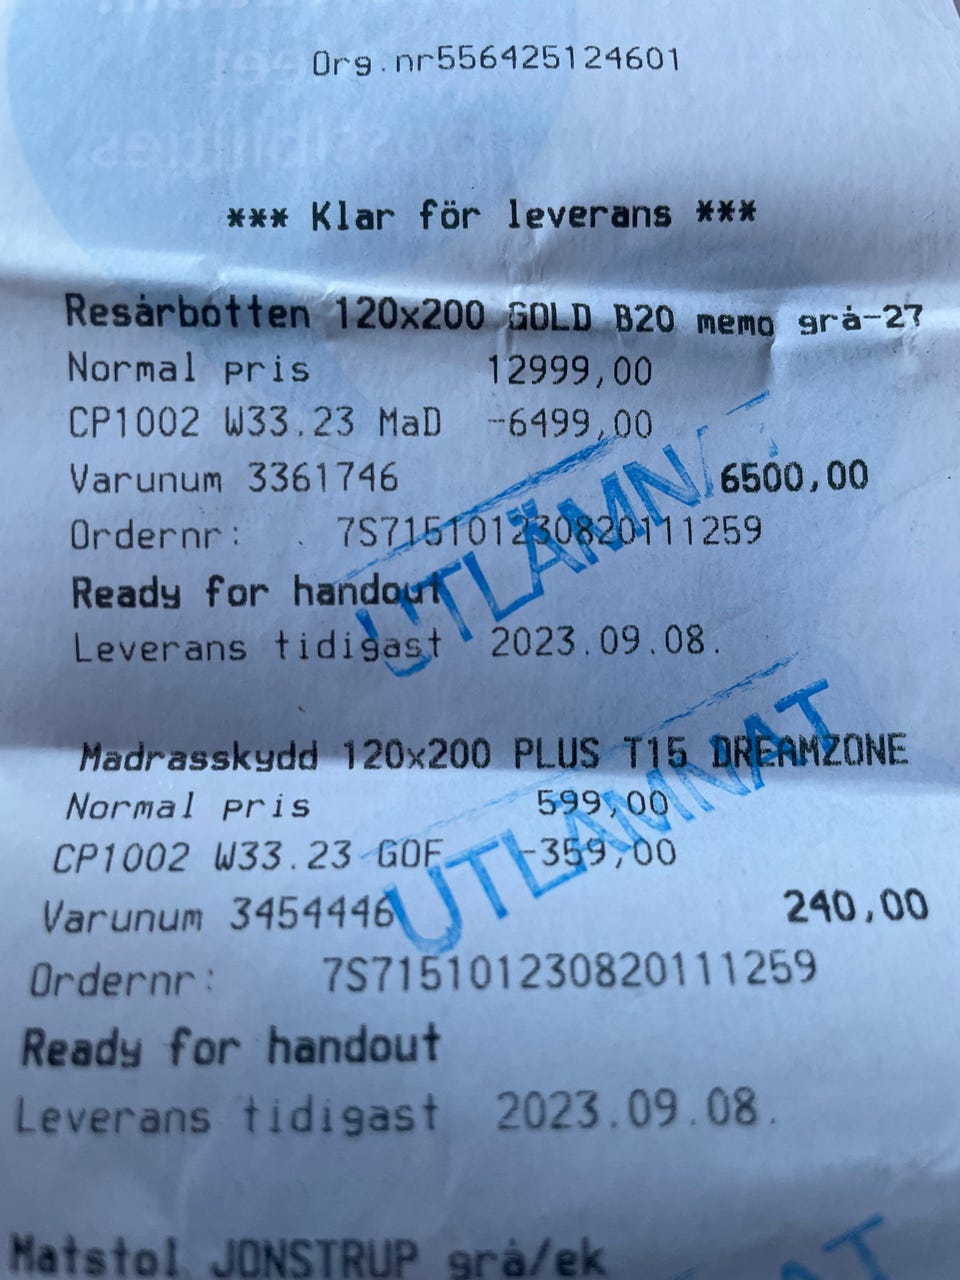 Org.nr556425124601
*** Klar för leverans ***
Resårbotten 120x200 GOLD B20 memo grå-27
Normal pris 12999,00
CP1002 W33.23 MaD -6499,00
Varunum 3361746 6500,00
Ordernr: 7S715101230820111259
Ready for handout
Leverans tidigast 2023.09.08.
UTLÄMNA
Madrasskydd 120x200 PLUS T15 DREAMZONE
Normal pris 599,00
CP1002 W33.23 GOF -359,00
Varunum 3454446 240,00
Ordernr: 7S715101230820111259
Ready for handout
Leverans tidigast 2023.09.08.
UTLÄMNAT
Matstol JONSTRUP grå/ek